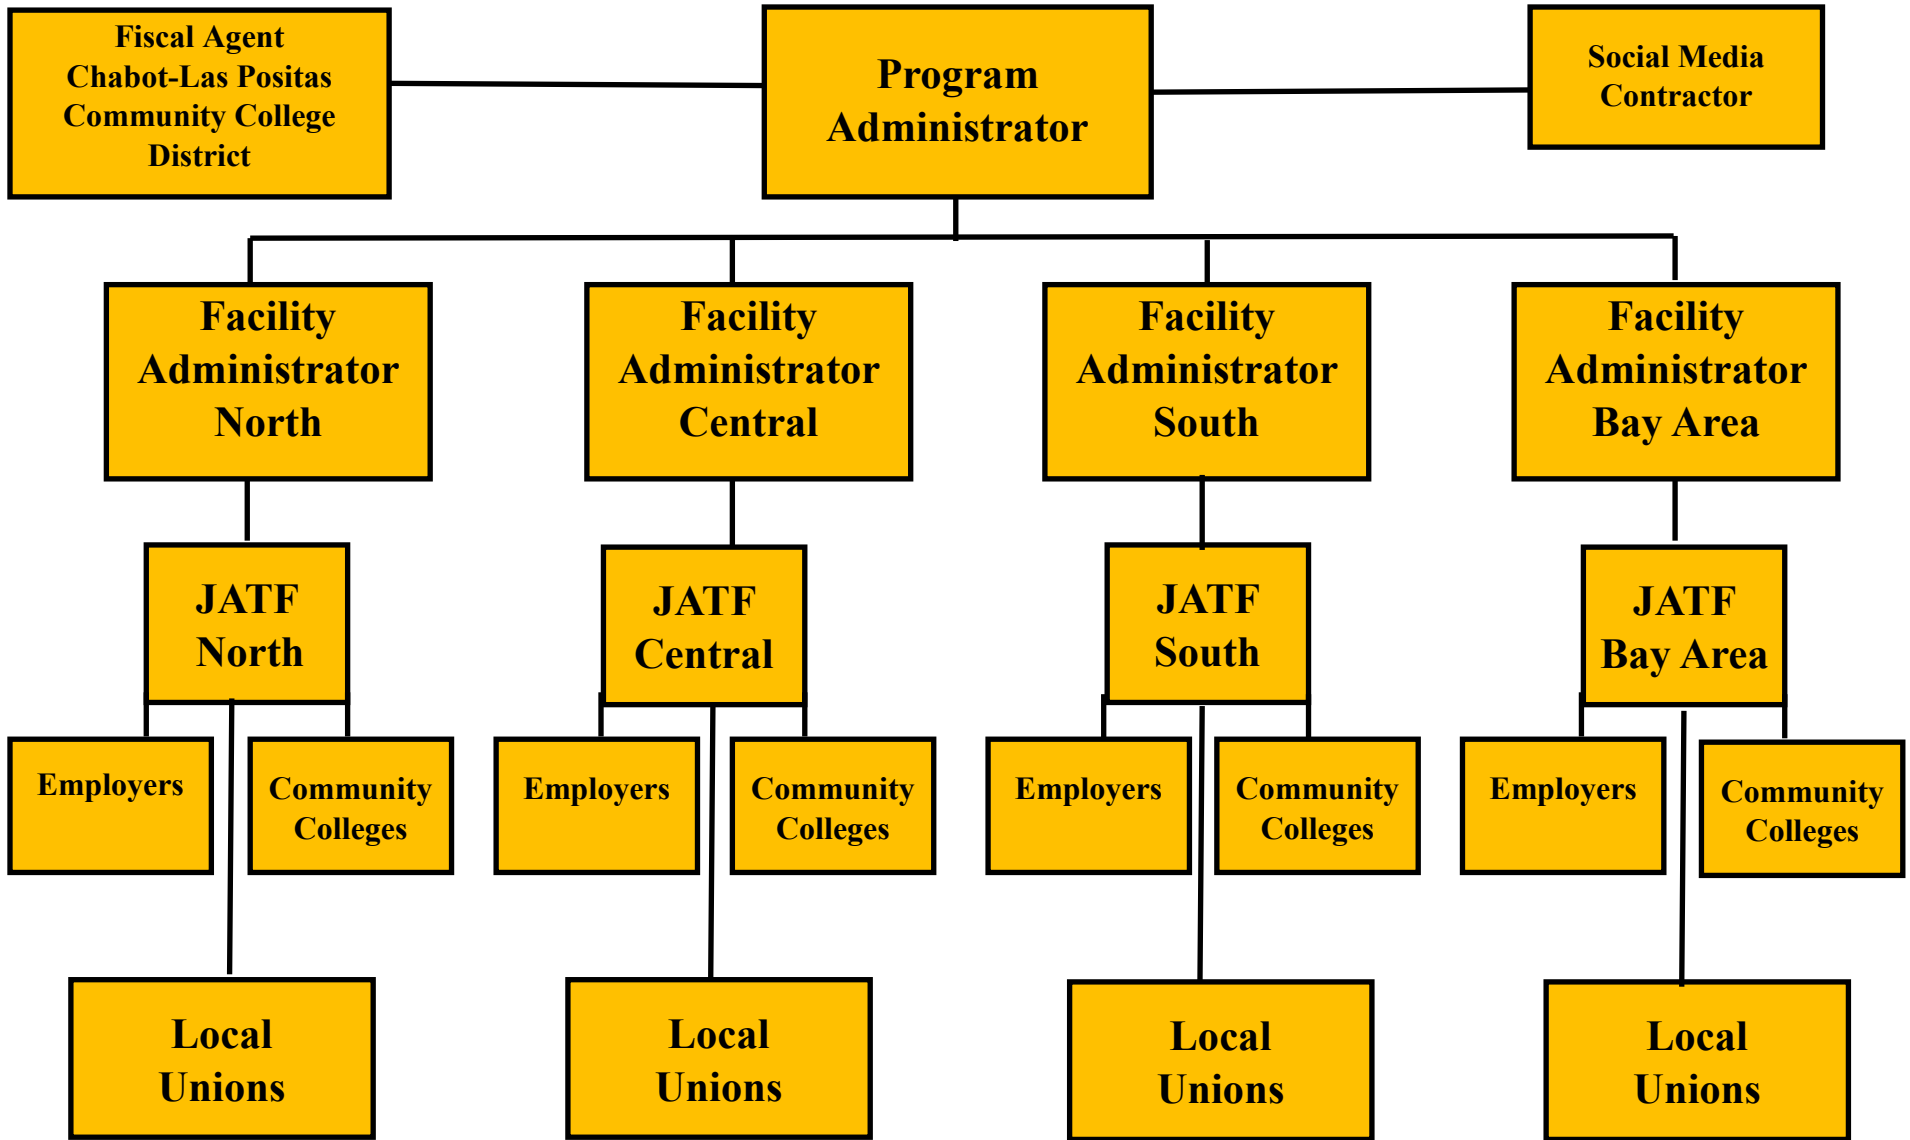 Fiscal Agent
Chabot-Las Positas
Community College
District
Program
Administrator
Social Media
Contractor
Facility
Administrator
North
Facility
Administrator
Central
Facility
Administrator
South
Facility
Administrator
Bay Area
JATF
North
JATF
Central
JATF
South
JATF
Bay Area
Employers
Community
Colleges
Employers
Community
Colleges
Employers
Community
Colleges
Employers
Community
Colleges
Local
Unions
Local
Unions
Local
Unions
Local
Unions